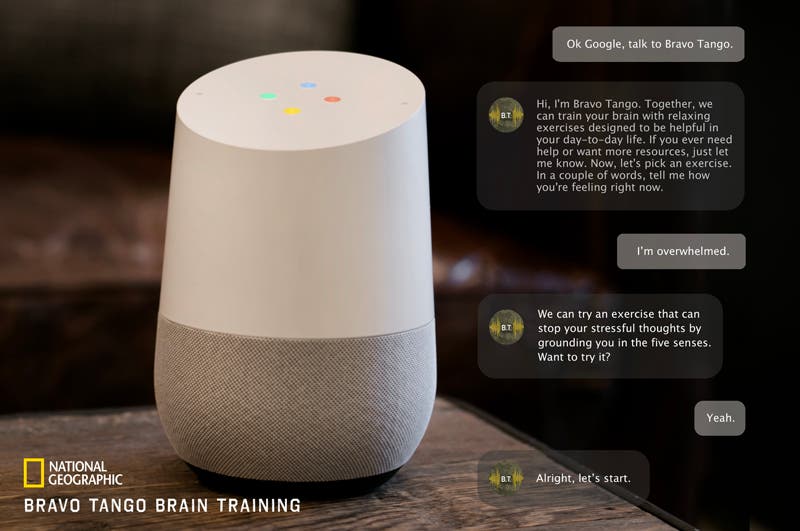 Ok Google, talk to Bravo Tango.
B.T.
Hi, I'm Bravo Tango. Together, we
can train your brain with relaxing
exercises designed to be helpful in
your day-to-day life. If you ever need
help or want more resources, just let
me know. Now, let's pick an exercise.
In a couple of words, tell me how
you're feeling right now.
I'm overwhelmed.
B.T.
We can try an exercise that can
stop your stressful thoughts by
grounding you in the five senses.
Want to try it?
Yeah.
B.T.
Alright, let's start.
NATIONAL
GEOGRAPHIC
BRAVO TANGO BRAIN TRAINING